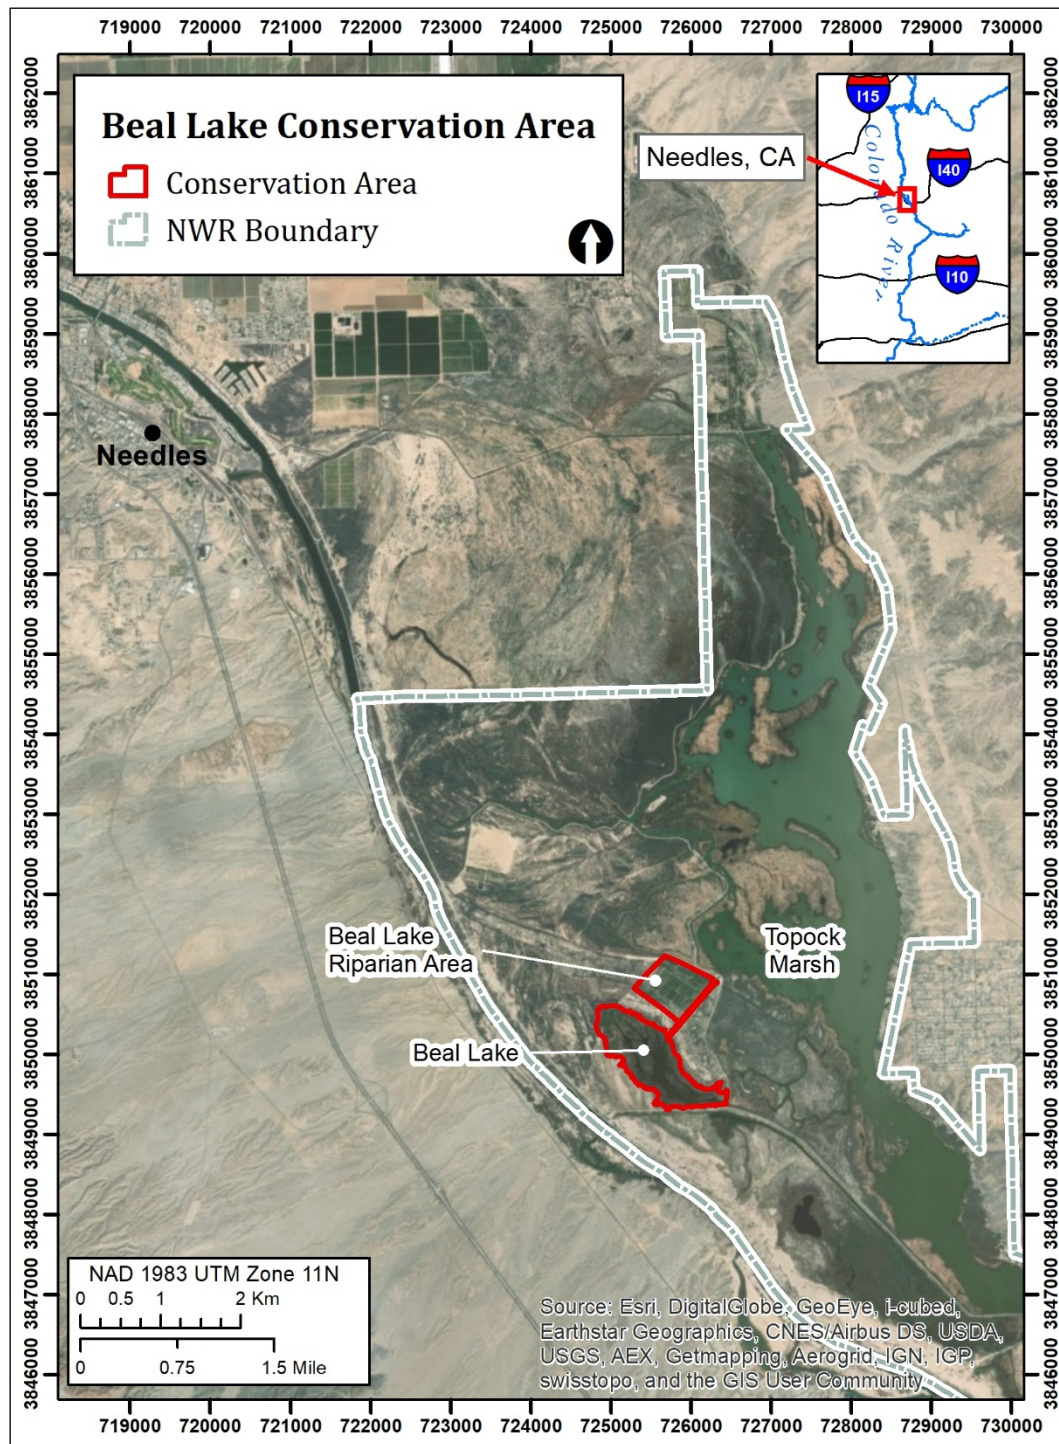 719000 720000 721000 722000 723000 724000 725000 726000 727000 728000 729000 730000
3862000
3861000
3860000
3859000
3858000
3857000
3856000
3855000
3854000
3853000
3852000
3851000
3850000
3849000
3848000
3847000
3846000
Beal Lake Conservation Area
Conservation Area
NWR Boundary
Needles, CA
I15
I40
I10
Colorado River
Needles
Beal Lake
Riparian Area
Beal Lake
Topock
Marsh
NAD 1983 UTM Zone 11N
0 0.5 1 2 Km
0 0.75 1.5 Mile
Source: Esri, DigitalGlobe, GeoEye, i-cubed,
Earthstar Geographics, CNES/Airbus DS, USDA,
USGS, AEX, Getmapping, Aerogrid, IGN, IGP,
swisstopo, and the GIS User Community
3862000
3861000
3860000
3859000
3858000
3857000
3856000
3855000
3854000
3853000
3852000
3851000
3850000
3849000
3848000
3847000
3846000
719000 720000 721000 722000 723000 724000 725000 726000 727000 728000 729000 730000